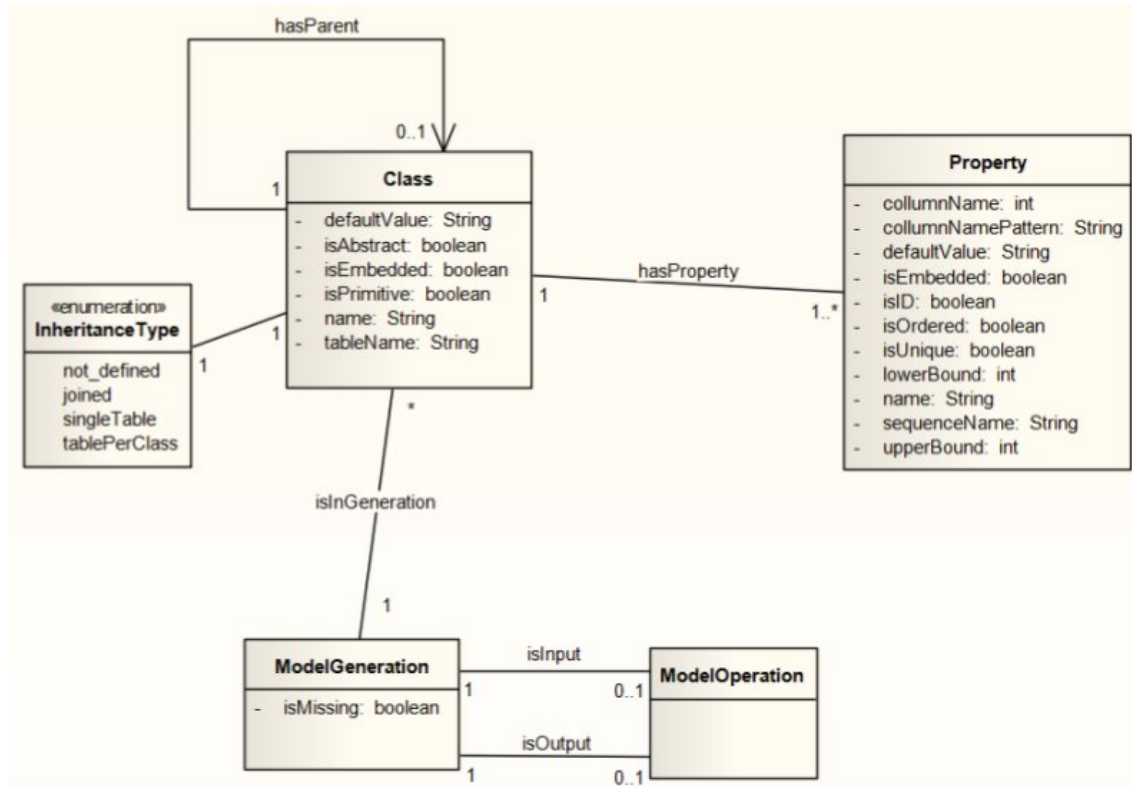 hasParent
0..1
1
Class
- defaultValue: String
- isAbstract: boolean
- isEmbedded: boolean
- isPrimitive: boolean
- name: String
- tableName: String
Property
- collumnName: int
- collumnNamePattern: String
- defaultValue: String
- isEmbedded: boolean
- isID: boolean
- isOrdered: boolean
- isUnique: boolean
- lowerBound: int
- name: String
- sequenceName: String
- upperBound: int
hasProperty
1
1..*
«enumeration»
InheritanceType
not_defined
joined
singleTable
tablePerClass
1
1
*
isInGeneration
1
ModelGeneration
- isMissing: boolean
isInput
1
0..1
ModelOperation
isOutput
1
0..1